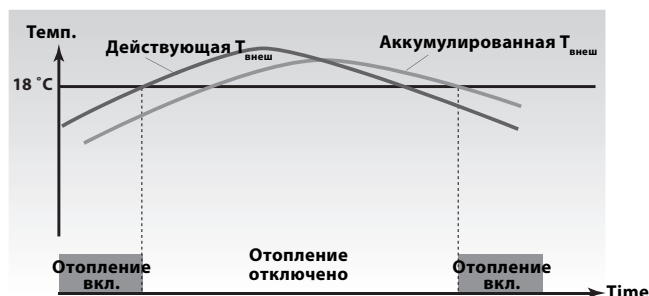 Темп.
Действующая Tвнеш
Аккумулированная Tвнеш
18 ˚C
Отопление
вкл.
Отопление
отключено
Отопление
вкл.
Time